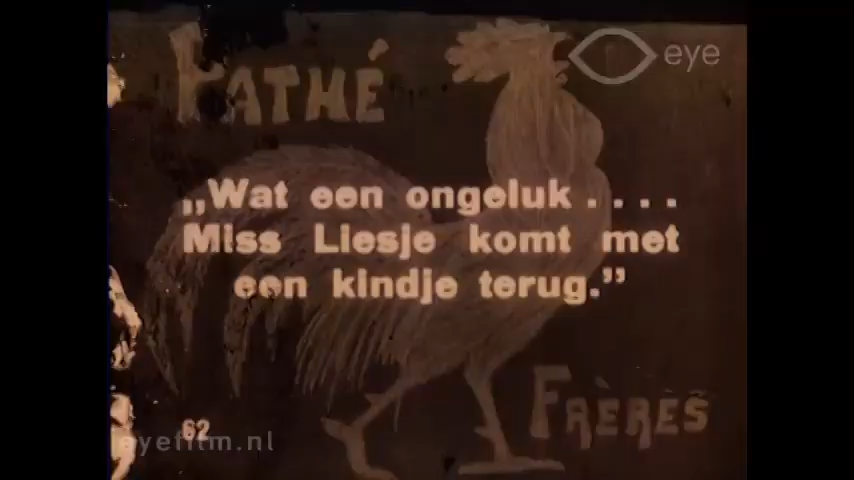 PATHÉ
eye
„Wat een ongeluk....
Miss Liesje komt met
een kindje terug.”
FRÈRES
62
eyefilm.nl